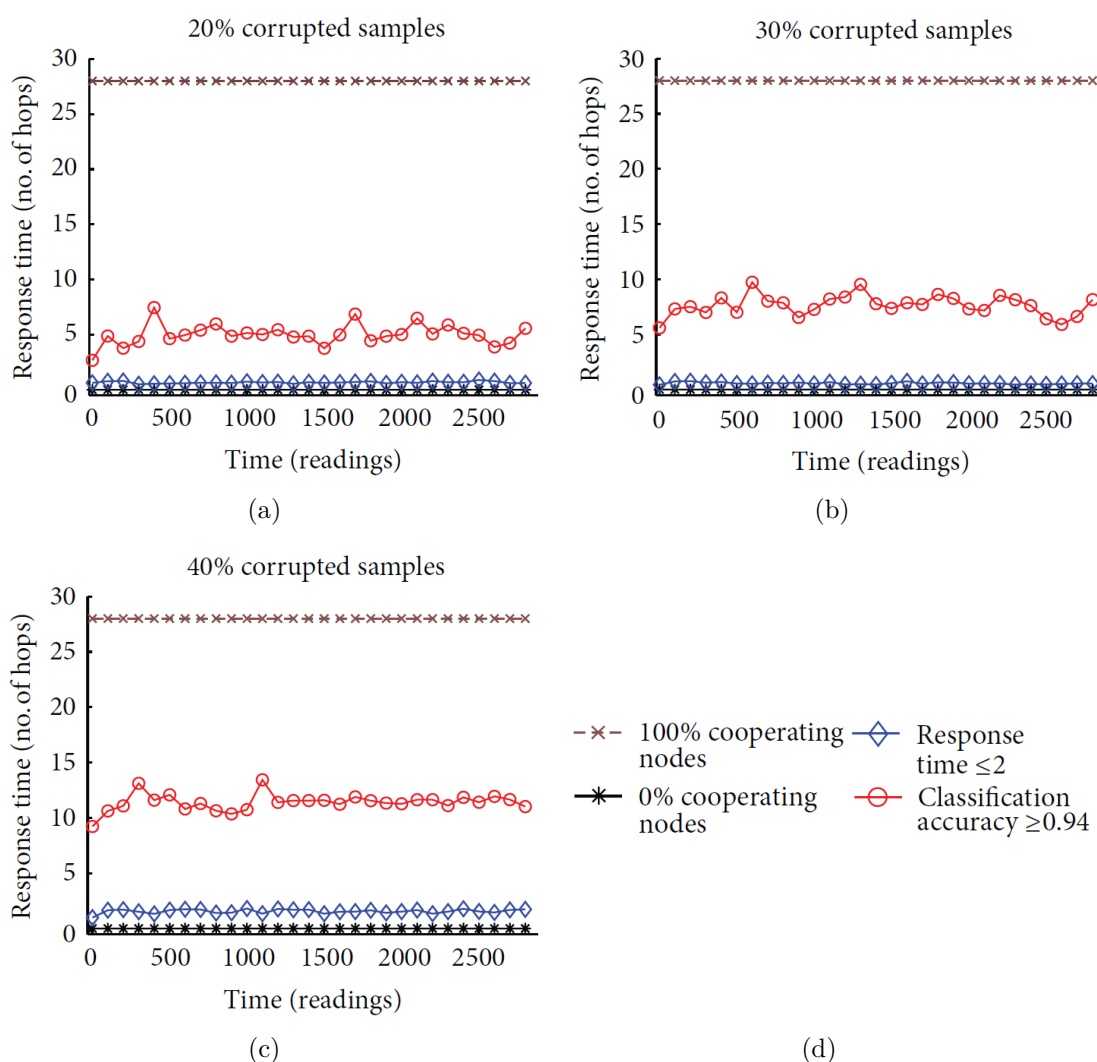 20% corrupted samples
30
25
20
15
10
5
0
0 500 1000 1500 2000 2500
Response time (no. of hops)
Time (readings)
(a)
30% corrupted samples
30
25
20
15
10
5
0
0 500 1000 1500 2000 2500
Response time (no. of hops)
Time (readings)
(b)
40% corrupted samples
30
25
20
15
10
5
0
0 500 1000 1500 2000 2500
Response time (no. of hops)
Time (readings)
(c)
100% cooperating
nodes
0% cooperating
nodes
Response
time ≤2
Classification
accuracy ≥0.94
(d)